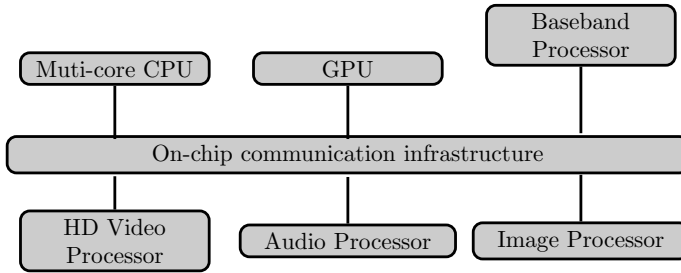 Muti-core CPU
GPU
Baseband
Processor
On-chip communication infrastructure
HD Video
Processor
Audio Processor
Image Processor